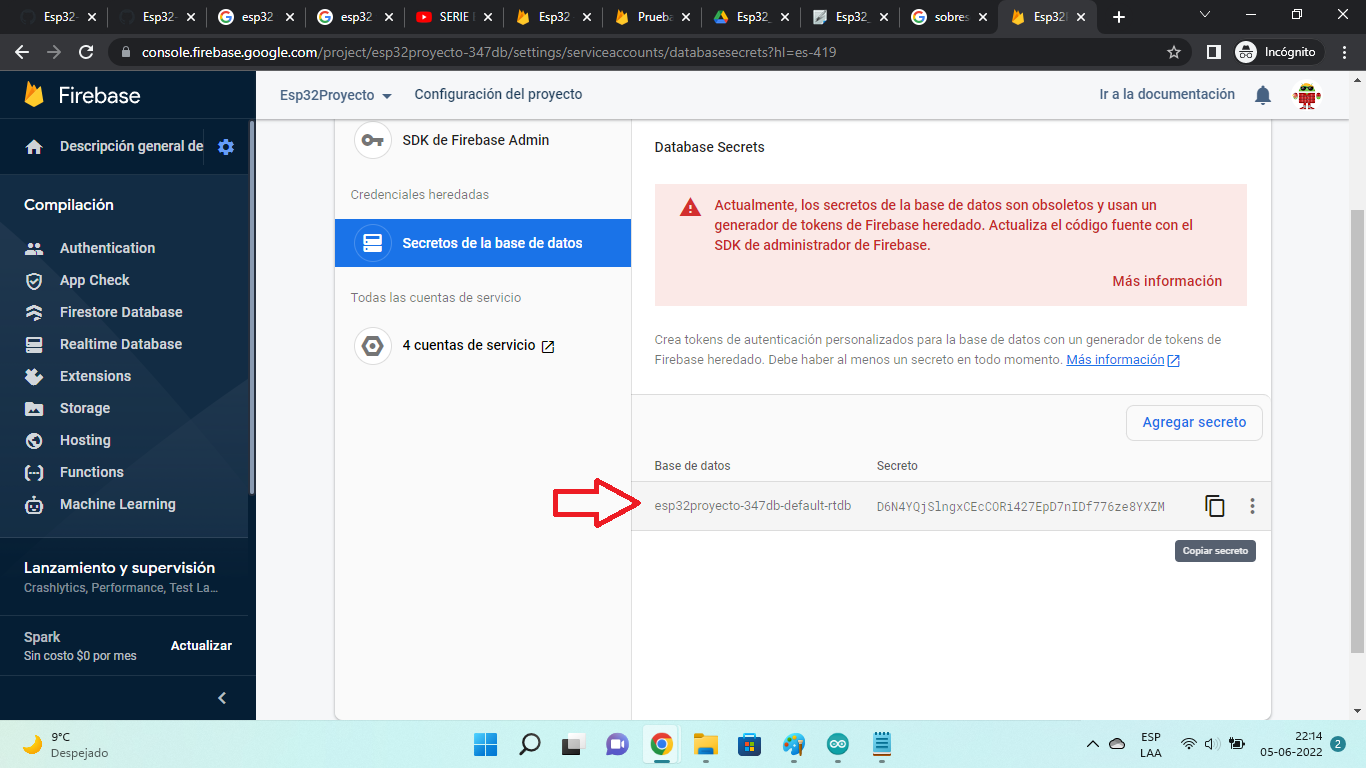 Esp32-
Esp32-
esp32
esp32
SERIE
Esp32
Prueba
Esp32_
Esp32_
sobres
Esp32
console.firebase.google.com/project/esp32proyecto-347db/settings/serviceaccounts/databasesecrets?hl=es-419
Incógnito
Firebase
Esp32Proyecto
Configuración del proyecto
Ir a la documentación
Descripción general de
Compilación
Authentication
App Check
Firestore Database
Realtime Database
Extensions
Storage
Hosting
Functions
Machine Learning
Lanzamiento y supervisión
Crashlytics, Performance, Test La...
Spark
Sin costo $0 por mes
Actualizar
SDK de Firebase Admin
Credenciales heredadas
Secretos de la base de datos
Todas las cuentas de servicio
4 cuentas de servicio
Database Secrets
Actualmente, los secretos de la base de datos son obsoletos y usan un
generador de tokens de Firebase heredado. Actualiza el código fuente con el
SDK de administrador de Firebase.
Más información
Crea tokens de autenticación personalizados para la base de datos con un generador de tokens de
Firebase heredado. Debe haber al menos un secreto en todo momento. Más información
Agregar secreto
Base de datos Secreto
esp32proyecto-347db-default-rtdb D6N4YQjSlngxCEcCORi427EpD7nIDf776ze8YXZM
Copiar secreto
9°C
Despejado
ESP
LAA
22:14
05-06-2022
2